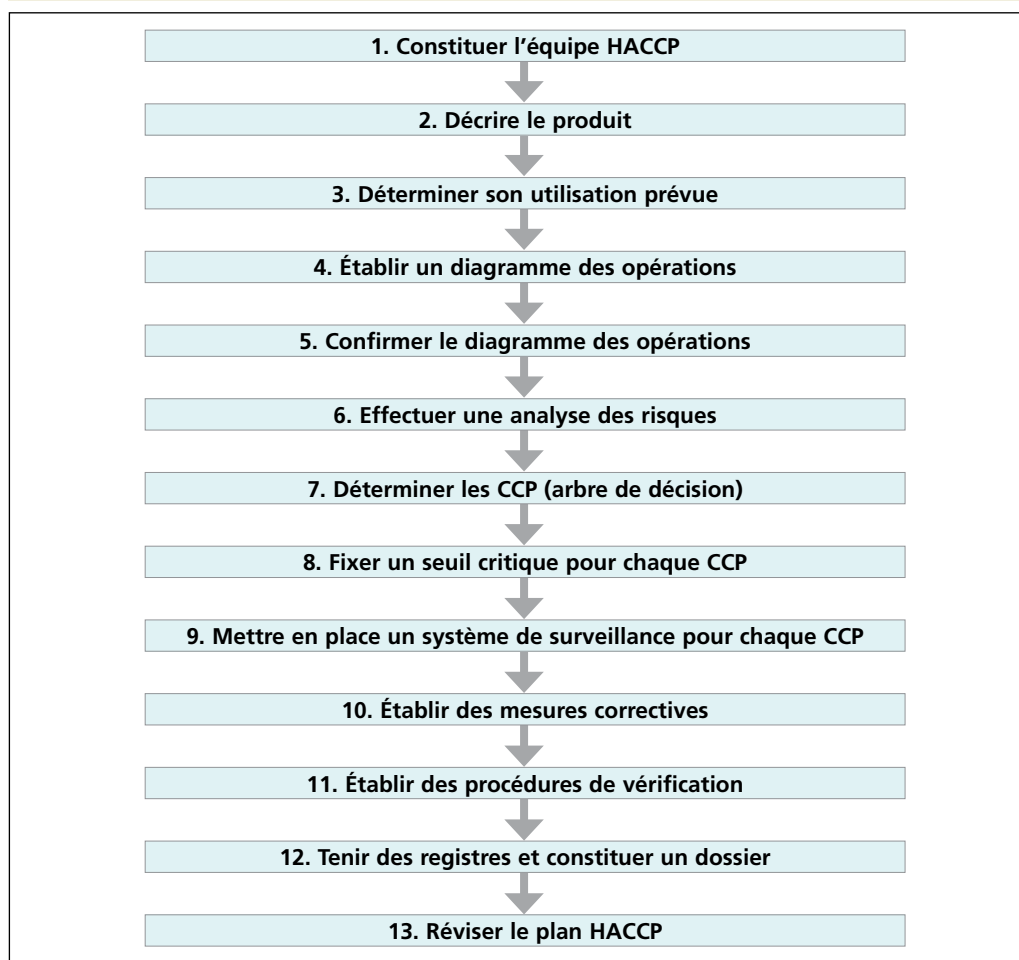 1. Constituer l’équipe HACCP
2. Décrire le produit
3. Déterminer son utilisation prévue
4. Établir un diagramme des opérations
5. Confirmer le diagramme des opérations
6. Effectuer une analyse des risques
7. Déterminer les CCP (arbre de décision)
8. Fixer un seuil critique pour chaque CCP
9. Mettre en place un système de surveillance pour chaque CCP
10. Établir des mesures correctives
11. Établir des procédures de vérification
12. Tenir des registres et constituer un dossier
13. Réviser le plan HACCP